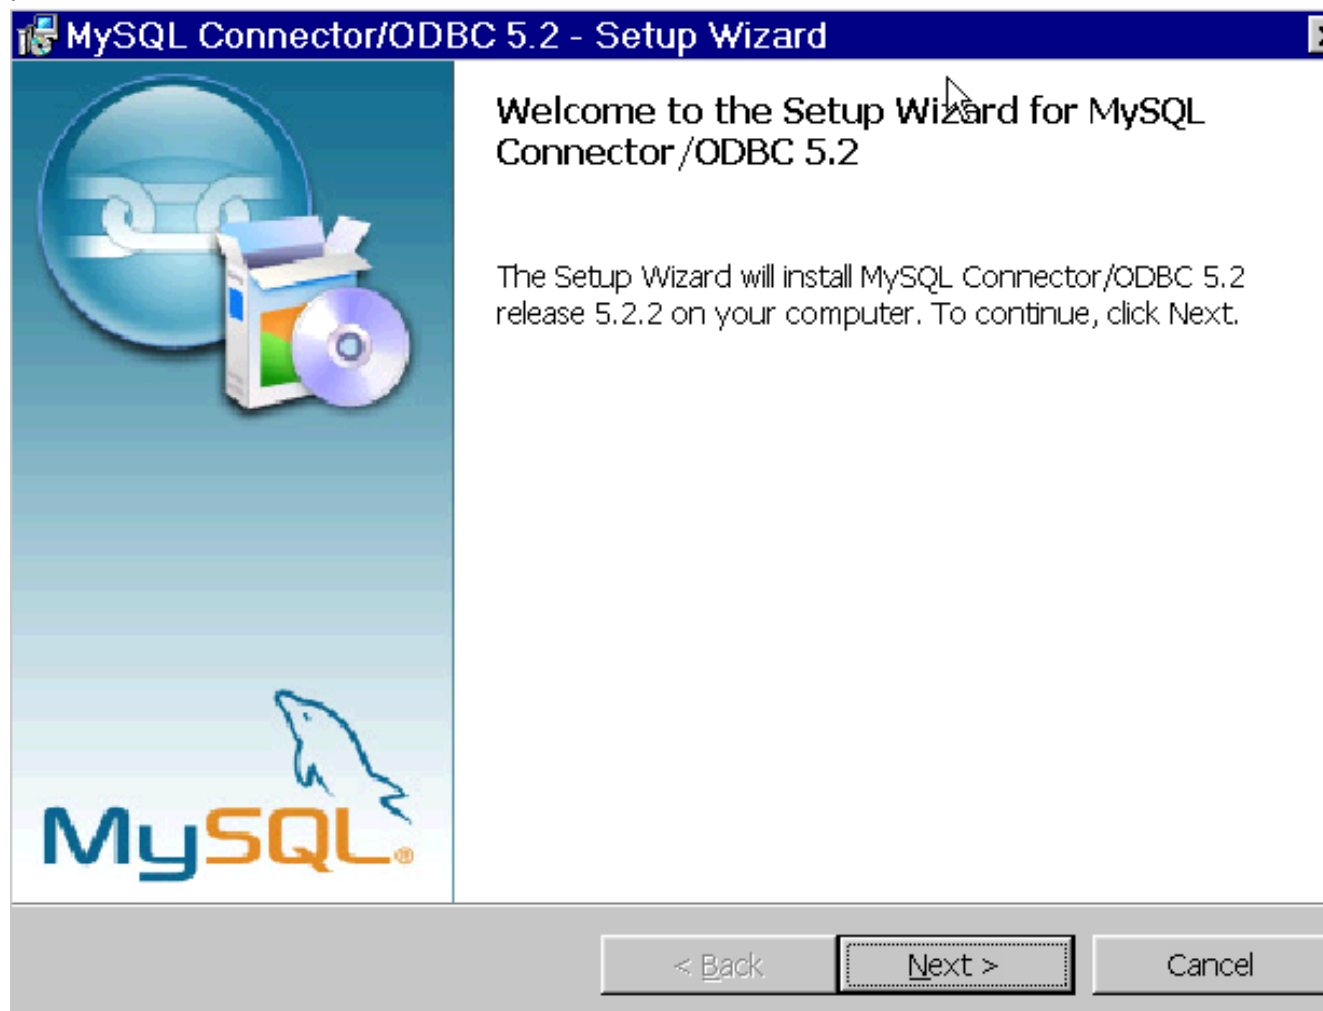 MySQL Connector/ODBC 5.2 - Setup Wizard
Welcome to the Setup Wizard for MySQL
Connector/ODBC 5.2
The Setup Wizard will install MySQL Connector/ODBC 5.2
release 5.2.2 on your computer. To continue, click Next.
MySQL®
< Back
Next >
Cancel